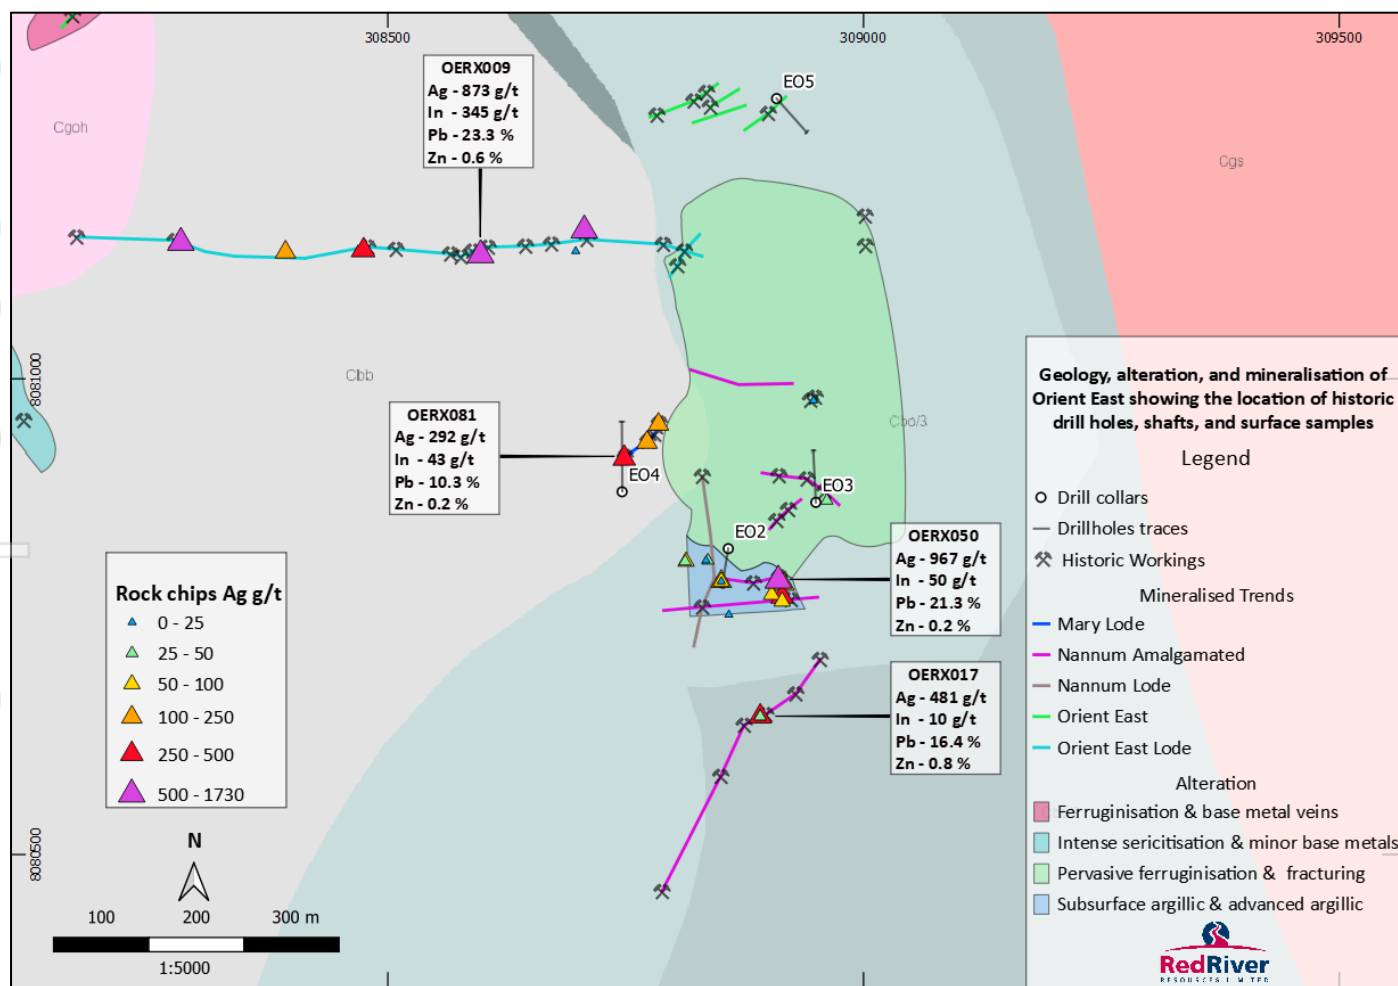 308500
309000
309500
8081000
8080500
Cgoh
Cgs
Cbb
Cbo/3
OERX009
Ag - 873 g/t
In - 345 g/t
Pb - 23.3 %
Zn - 0.6 %
EO5
OERX081
Ag - 292 g/t
In - 43 g/t
Pb - 10.3 %
Zn - 0.2 %
EO4
EO3
EO2
OERX050
Ag - 967 g/t
In - 50 g/t
Pb - 21.3 %
Zn - 0.2 %
OERX017
Ag - 481 g/t
In - 10 g/t
Pb - 16.4 %
Zn - 0.8 %
Rock chips Ag g/t
0 - 25
25 - 50
50 - 100
100 - 250
250 - 500
500 - 1730
N
100 200 300 m
1:5000
Geology, alteration, and mineralisation of
Orient East showing the location of historic
drill holes, shafts, and surface samples
Legend
Drill collars
Drillholes traces
Historic Workings
Mineralised Trends
Mary Lode
Nannum Amalgamated
Nannum Lode
Orient East
Orient East Lode
Alteration
Ferruginisation & base metal veins
Intense sericitisation & minor base metals
Pervasive ferruginisation & fracturing
Subsurface argillic & advanced argillic
RedRiver
RESOURCES LIMITED